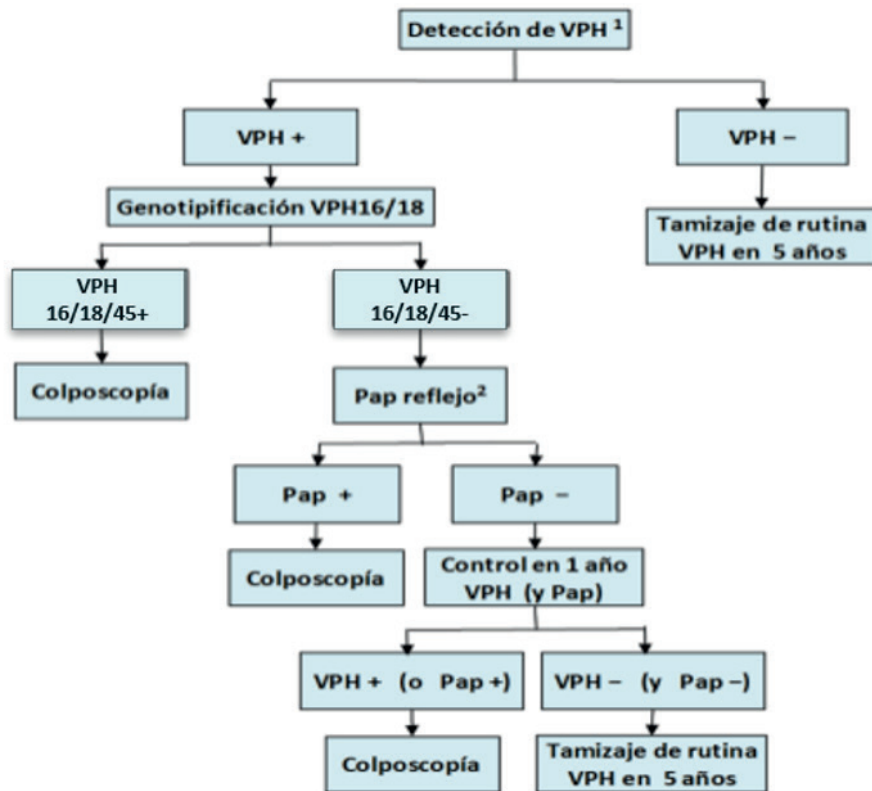 Detección de VPH ¹
VPH +
VPH –
Genotipificación VPH16/18
Tamizaje de rutina
VPH en 5 años
VPH
16/18/45+
VPH
16/18/45-
Colposcopía
Pap reflejo²
Pap +
Pap –
Colposcopía
Control en 1 año
VPH (y Pap)
VPH + (o Pap +)
VPH – (y Pap –)
Colposcopía
Tamizaje de rutina
VPH en 5 años